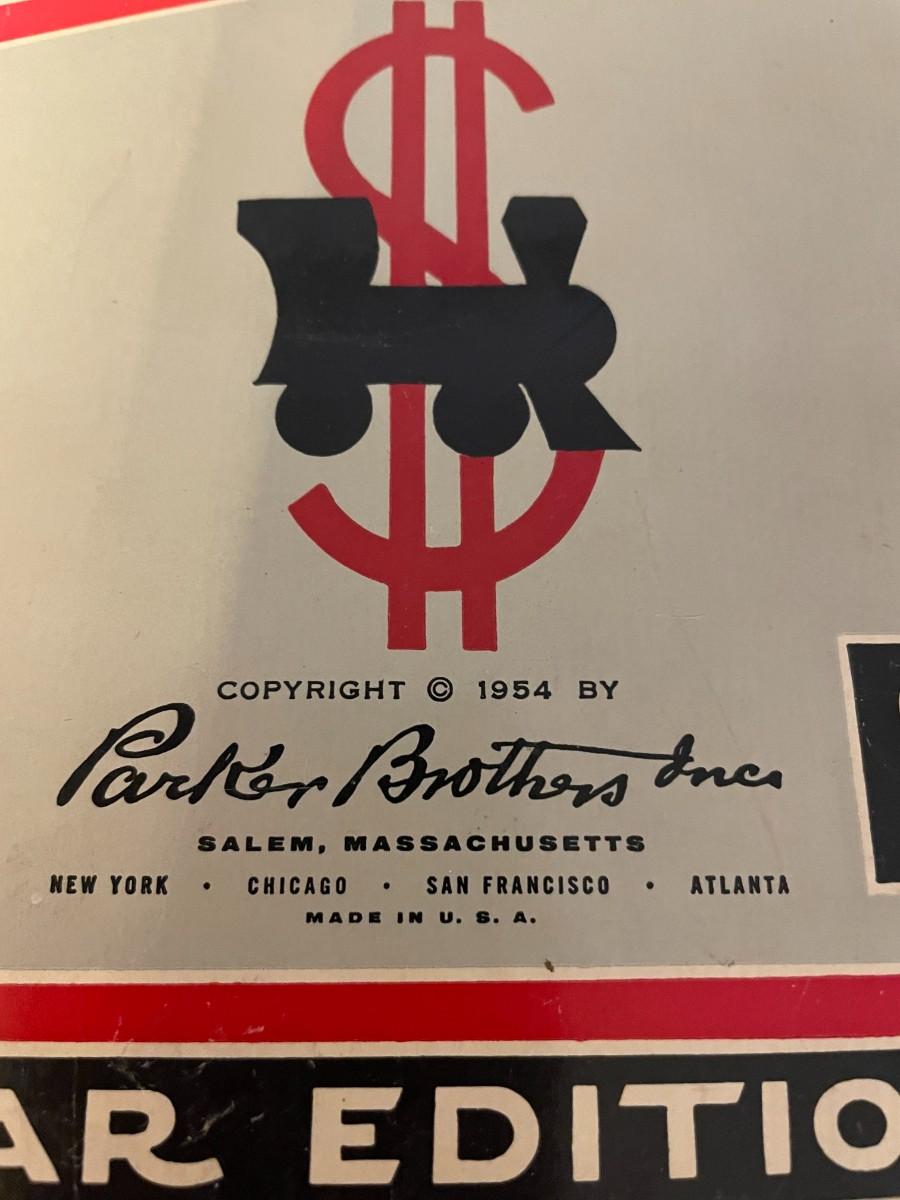 COPYRIGHT © 1954 BY
Parker Brothers Inc.
SALEM, MASSACHUSETTS
NEW YORK • CHICAGO • SAN FRANCISCO • ATLANTA
MADE IN U. S. A.
AR EDITIO